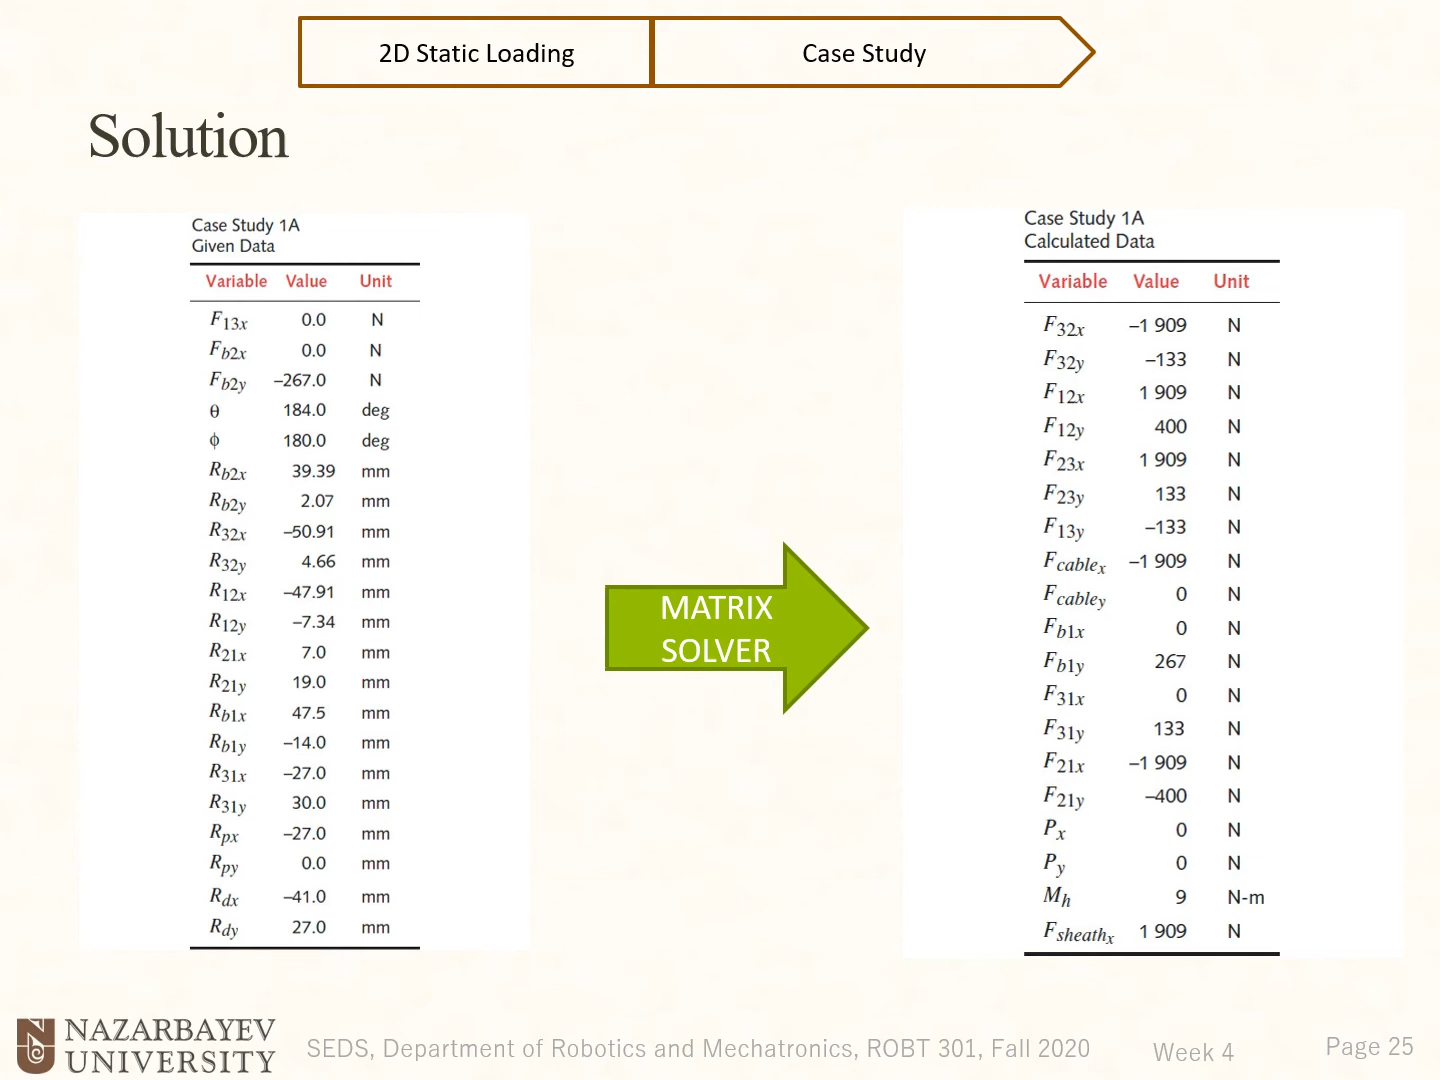 2D Static Loading
Case Study
Solution
Case Study 1A
Given Data
Variable Value Unit
F13x 0.0 N
Fb2x 0.0 N
Fb2y –267.0 N
θ 184.0 deg
ϕ 180.0 deg
Rb2x 39.39 mm
Rb2y 2.07 mm
R32x –50.91 mm
R32y 4.66 mm
R12x –47.91 mm
R12y –7.34 mm
R21x 7.0 mm
R21y 19.0 mm
Rb1x 47.5 mm
Rb1y –14.0 mm
R31x –27.0 mm
R31y 30.0 mm
Rpx –27.0 mm
Rpy 0.0 mm
Rdx –41.0 mm
Rdy 27.0 mm
MATRIX
SOLVER
Case Study 1A
Calculated Data
Variable Value Unit
F32x –1 909 N
F32y –133 N
F12x 1 909 N
F12y 400 N
F23x 1 909 N
F23y 133 N
F13y –133 N
Fcablex –1 909 N
Fcabley 0 N
Fb1x 0 N
Fb1y 267 N
F31x 0 N
F31y 133 N
F21x –1 909 N
F21y –400 N
Px 0 N
Py 0 N
Mh 9 N-m
Fsheathx 1 909 N
NAZARBAYEV
UNIVERSITY
SEDS, Department of Robotics and Mechatronics, ROBT 301, Fall 2020
Week 4
Page 25